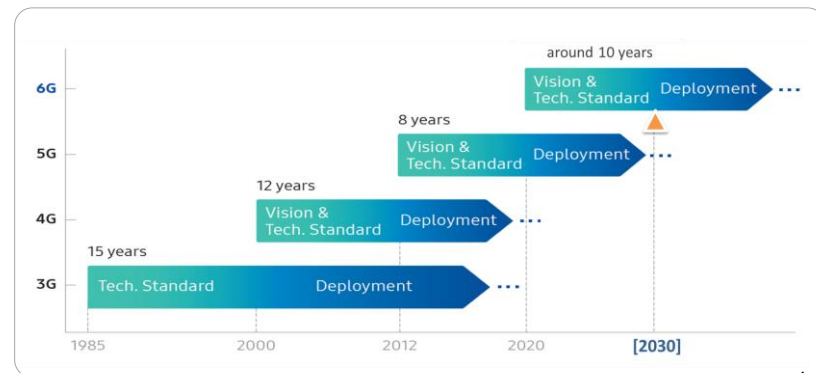 around 10 years
6G
Vision &
Tech. Standard
Deployment
8 years
5G
Vision &
Tech. Standard
Deployment
12 years
4G
Vision &
Tech. Standard
Deployment
15 years
3G
Tech. Standard
Deployment
1985
2000
2012
2020
[2030]